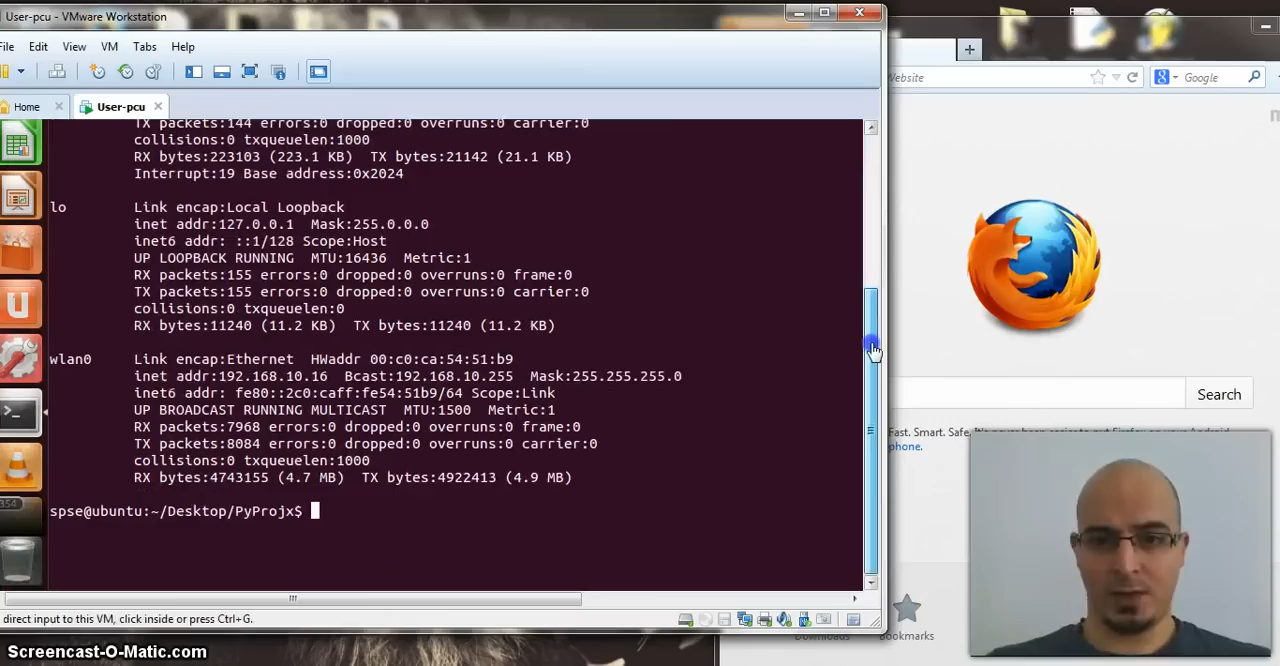 User-pcu - VMware Workstation
File Edit View VM Tabs Help
Home User-pcu
TX packets:144 errors:0 dropped:0 overruns:0 carrier:0
collisions:0 txqueuelen:1000
RX bytes:223103 (223.1 KB) TX bytes:21142 (21.1 KB)
Interrupt:19 Base address:0x2024
lo Link encap:Local Loopback
inet addr:127.0.0.1 Mask:255.0.0.0
inet6 addr: ::1/128 Scope:Host
UP LOOPBACK RUNNING MTU:16436 Metric:1
RX packets:155 errors:0 dropped:0 overruns:0 frame:0
TX packets:155 errors:0 dropped:0 overruns:0 carrier:0
collisions:0 txqueuelen:0
RX bytes:11240 (11.2 KB) TX bytes:11240 (11.2 KB)
wlan0 Link encap:Ethernet HWaddr 00:c0:ca:54:51:b9
inet addr:192.168.10.16 Bcast:192.168.10.255 Mask:255.255.255.0
inet6 addr: fe80::2c0:caff:fe54:51b9/64 Scope:Link
UP BROADCAST RUNNING MULTICAST MTU:1500 Metric:1
RX packets:7968 errors:0 dropped:0 overruns:0 frame:0
TX packets:8084 errors:0 dropped:0 overruns:0 carrier:0
collisions:0 txqueuelen:1000
RX bytes:4743155 (4.7 MB) TX bytes:4922413 (4.9 MB)
spse@ubuntu:~/Desktop/PyProjx$
direct input to this VM, click inside or press Ctrl+G.
Website
Google
Search
Fast. Smart. Safe.
phone.
Downloads Bookmarks
Screencast-O-Matic.com